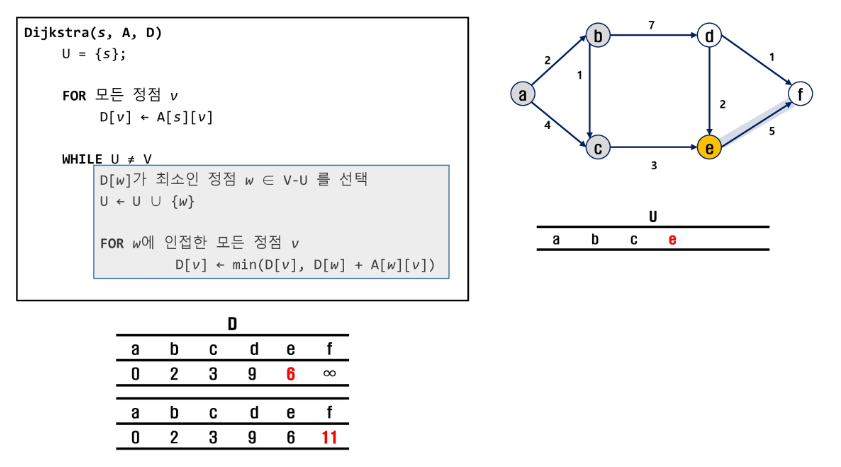 Dijkstra(s, A, D)
U = {s};
FOR 모든 정점 v
D[v] ← A[s][v]
WHILE U ≠ V
D[w]가 최소인 정점 w ∈ V-U 를 선택
U ← U ∪ {w}
FOR w에 인접한 모든 정점 v
D[v] ← min(D[v], D[w] + A[w][v])
b 7 d
2 1 1
a 2 f
4 5
c e
3
U
a b c e
D
a b c d e f
0 2 3 9 6 ∞
a b c d e f
0 2 3 9 6 11